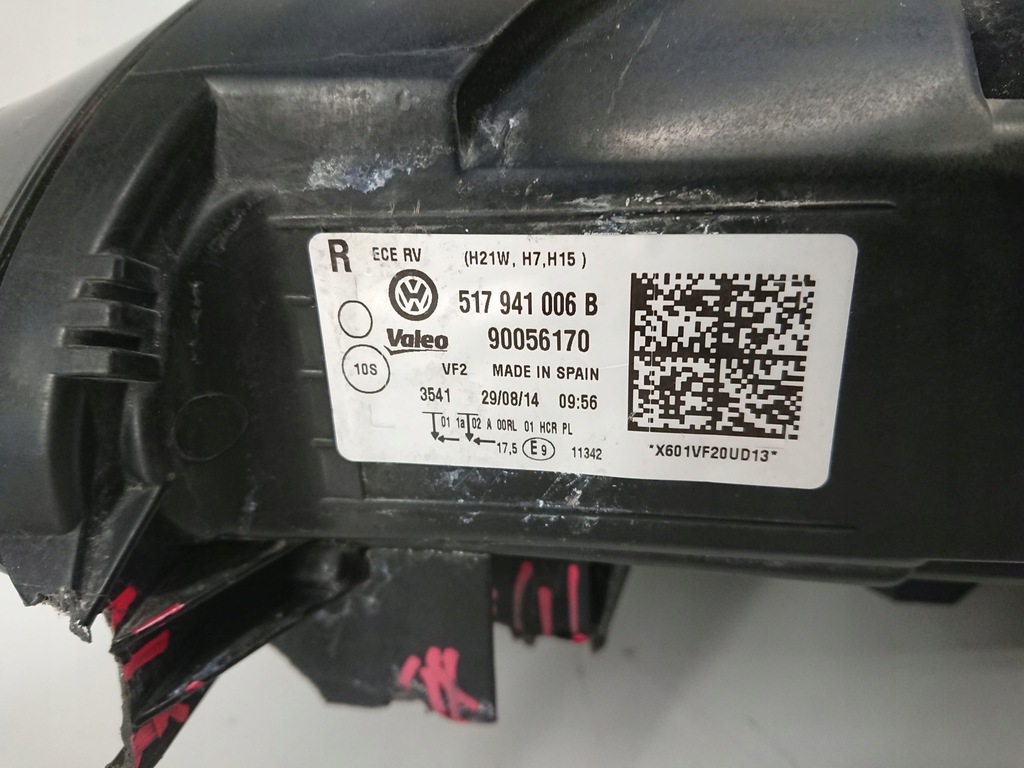 R ECE RV (H21W, H7,H15 )
517 941 006 B
Valeo 90056170
10S VF2 MADE IN SPAIN
3541 29/08/14 09:56
01 1a 02 A 00RL 01 HCR PL
17,5 E9 11342
*X601VF20UD13*